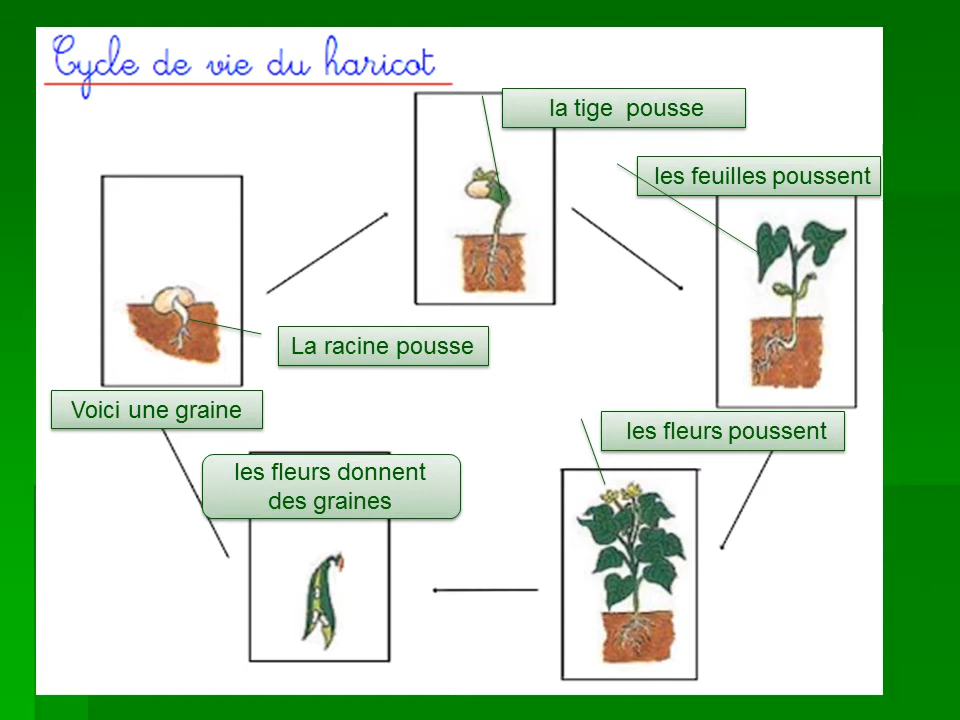 Cycle de vie du haricot
la tige pousse
les feuilles poussent
La racine pousse
Voici une graine
les fleurs poussent
les fleurs donnent
des graines